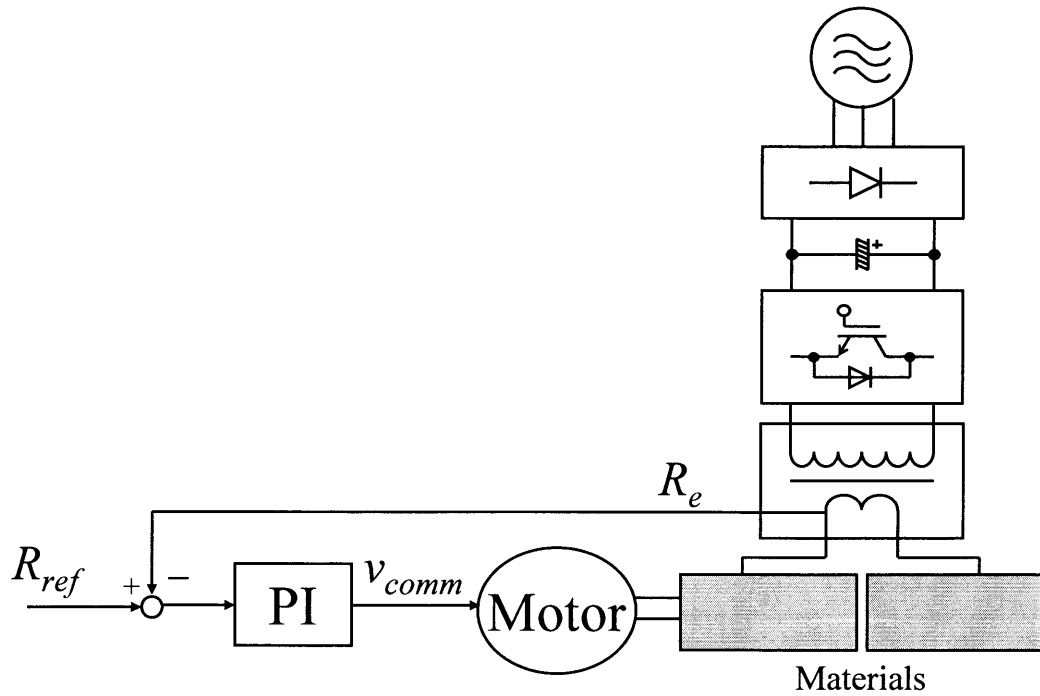 +
R_e
R_ref
+
−
PI
v_comm
Motor
Materials